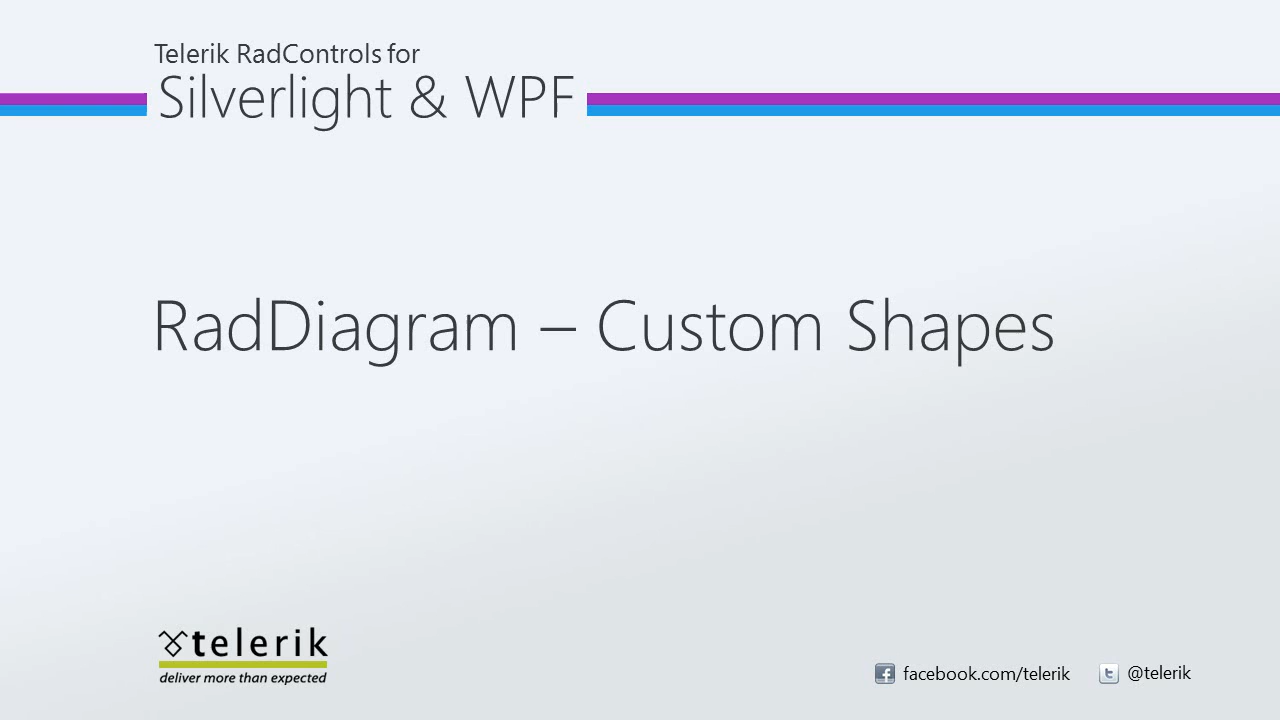 Telerik RadControls for
Silverlight & WPF
RadDiagram – Custom Shapes
telerik
deliver more than expected
facebook.com/telerik
@telerik